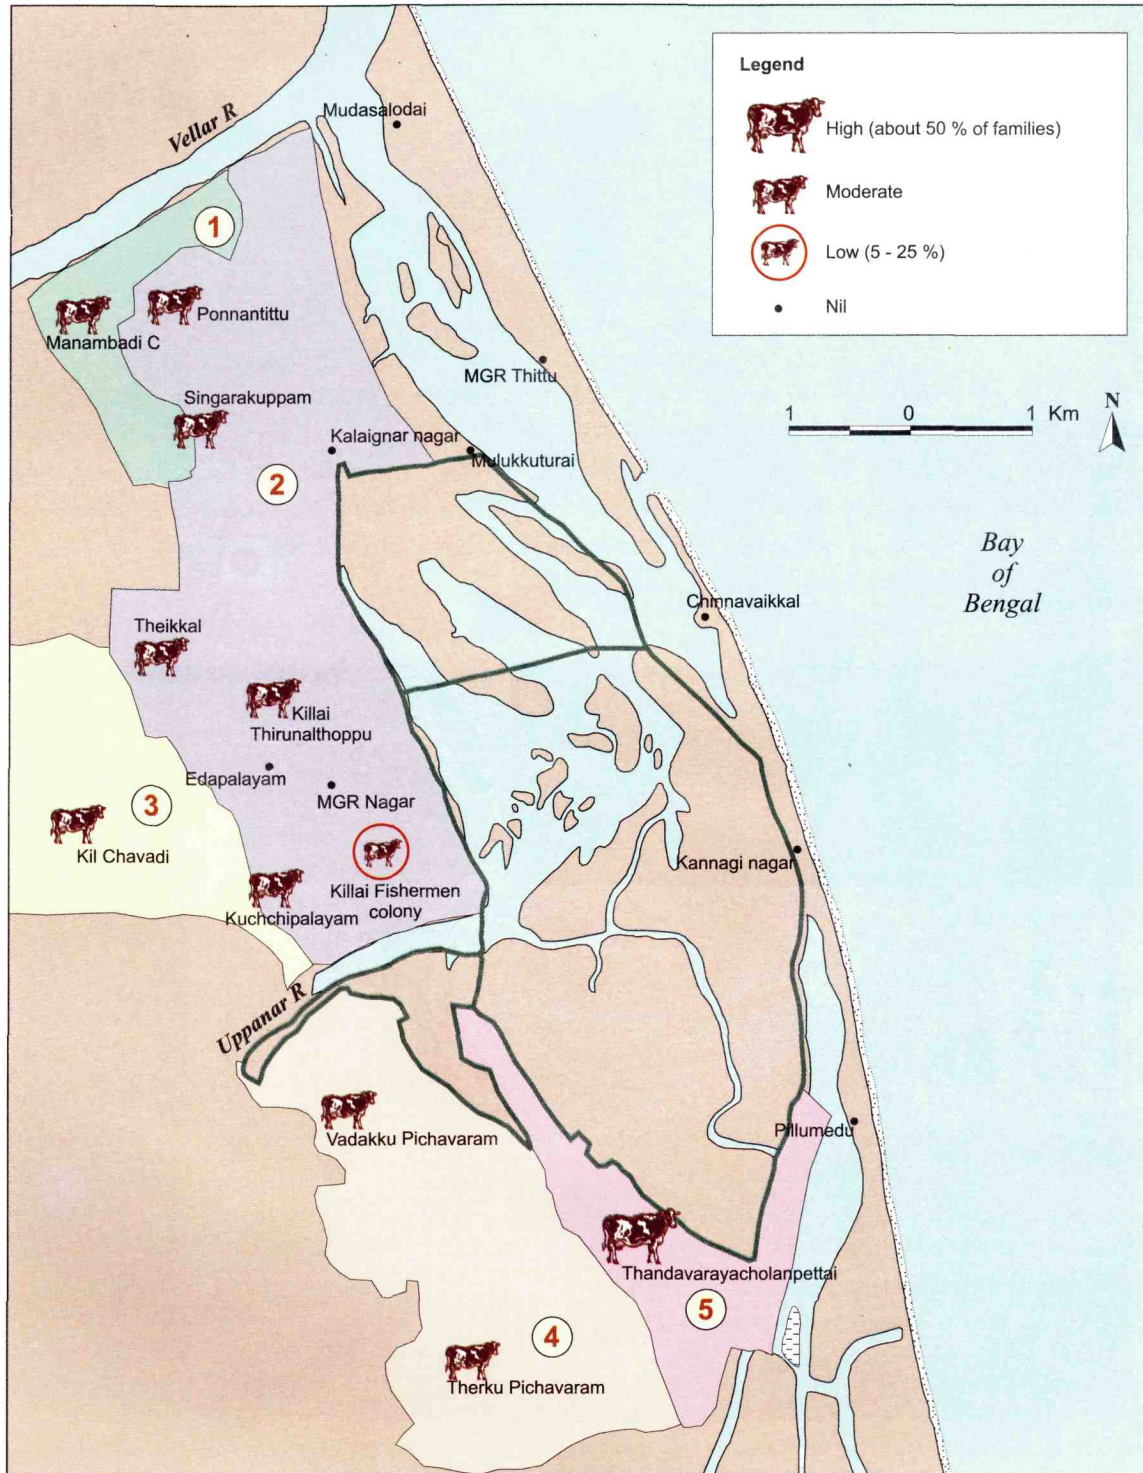 Legend
High (about 50 % of families)
Moderate
Low (5 - 25 %)
Nil
Vellar R
Mudasalodai
1
Ponnantittu
Manambadi C
MGR Thittu
Singarakuppam
1 0 1 Km
N
Kalaignar nagar
Mulukkuturai
2
Bay
of
Bengal
Chinnavaikkal
Theikkal
Killai
Thirunalthoppu
Edapalayam
MGR Nagar
3
Kil Chavadi
Kannagi nagar
Killai Fishermen
colony
Kuchchipalayam
Uppanar R
Vadakku Pichavaram
Pillumedu
Thandavarayacholanpettai
5
4
Therku Pichavaram